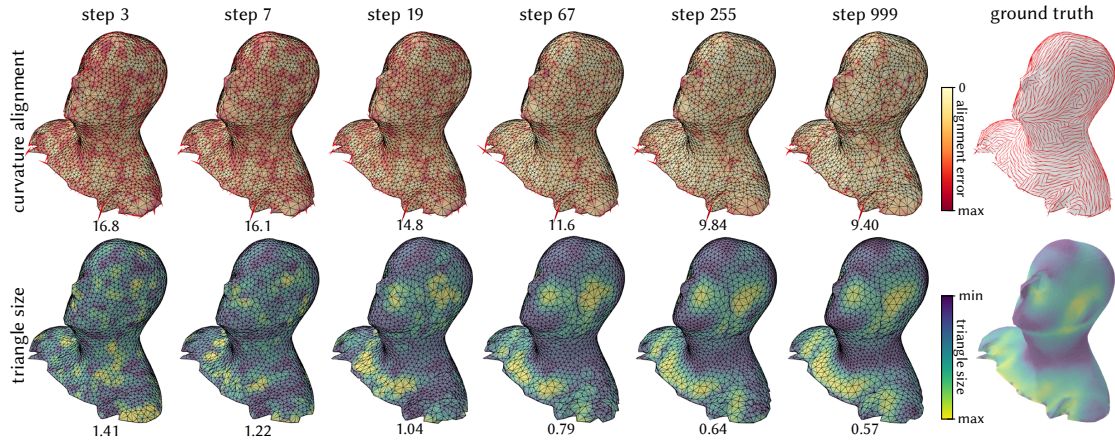 step 3 step 7 step 19 step 67 step 255 step 999 ground truth
curvature alignment
0
alignment error
max
16.8 16.1 14.8 11.6 9.84 9.40
triangle size
min
triangle size
max
1.41 1.22 1.04 0.79 0.64 0.57